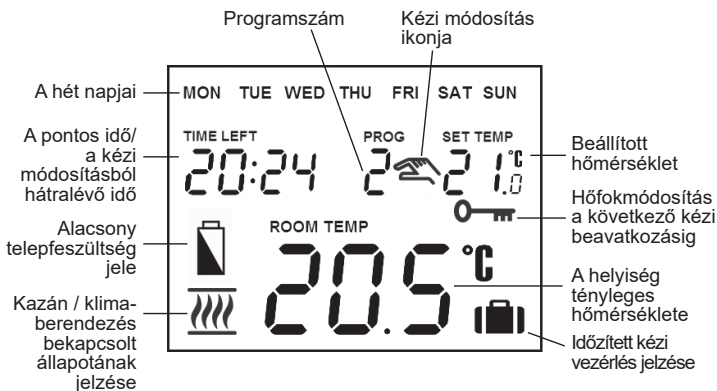 Programszám
Kézi módosítás
ikonja
A hét napjai
MON TUE WED THU FRI SAT SUN
A pontos idő/
a kézi
módosításból
hátralévő idő
TIME LEFT
PROG
SET TEMP
20:24
2
21.0
°C
Beállított
hőmérséklet
Hőfokmódosítás
a következő kézi
beavatkozásig
Alacsony
telepfeszültség
jele
ROOM TEMP
20.5
°C
A helyiség
tényleges
hőmérséklete
Kazán / klíma-
berendezés
bekapcsolt
állapotának
jelzése
Időzített kézi
vezérlés jelzése